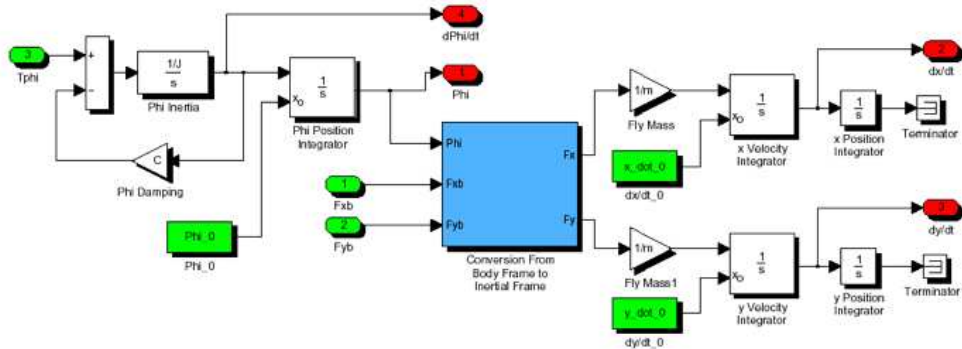 4
dPhi/dt
3
Tphi
+
−
1/J
s
Phi Inertia
1
s
xo
Phi Position
Integrator
1
Phi
C
Phi Damping
Phi_0
Phi_0
1
Fxb
2
Fyb
Phi
Fxb
Fyb
Fx
Fy
Conversion From
Body Frame to
Inertial Frame
1/m
Fly Mass
x_dot_0
dx/dt_0
1
s
xo
x Velocity
Integrator
2
dx/dt
1
s
x Position
Integrator
Terminator
1/m
Fly Mass1
y_dot_0
dy/dt_0
1
s
xo
y Velocity
Integrator
3
dy/dt
1
s
y Position
Integrator
Terminator